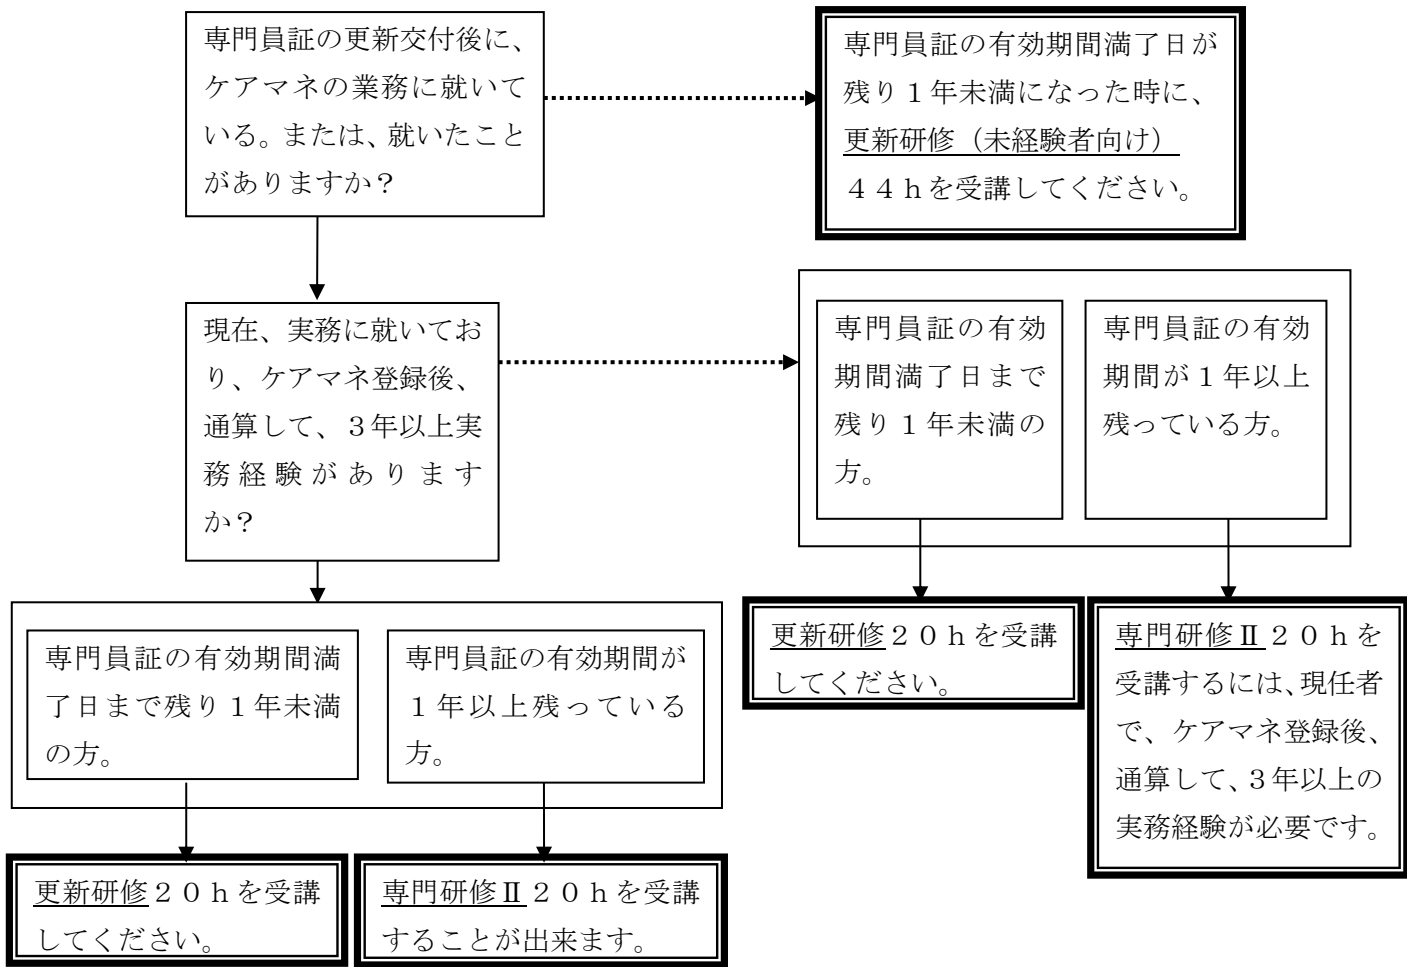 専門員証の更新交付後に、
ケアマネの業務に就いて
いる。または、就いたこと
がありますか？
専門員証の有効期間満了日が
残り１年未満になった時に、
更新研修（未経験者向け）
４４ｈを受講してください。
現在、実務に就いてお
り、ケアマネ登録後、
通算して、３年以上実
務経験があります
か？
専門員証の有効
期間満了日まで
残り１年未満の
方。
専門員証の有効
期間が１年以上
残っている方。
更新研修２０ｈを受講
してください。
専門研修Ⅱ２０ｈを
受講するには、現任者
で、ケアマネ登録後、
通算して、３年以上の
実務経験が必要です。
専門員証の有効期間満
了日まで残り１年未満
の方。
専門員証の有効期間が
１年以上残っている
方。
更新研修２０ｈを受講
してください。
専門研修Ⅱ２０ｈを受講
することが出来ます。